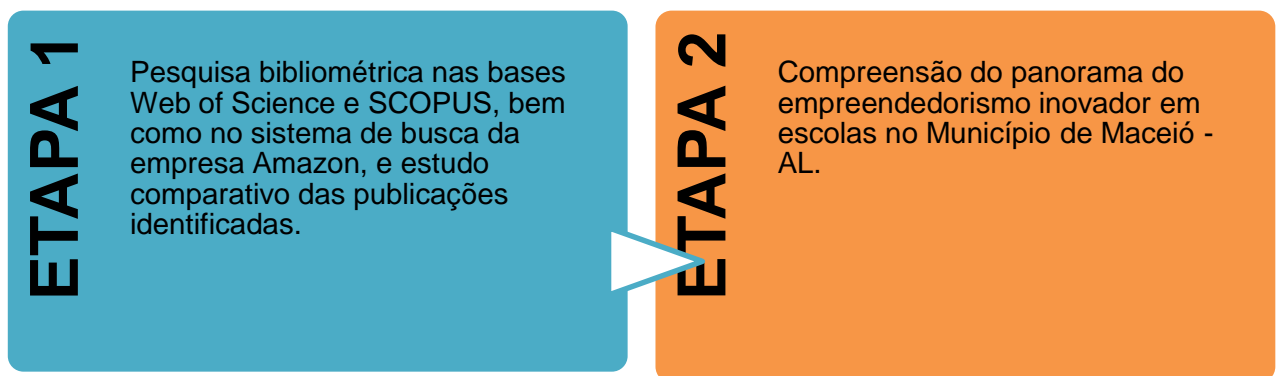 ETAPA 1
Pesquisa bibliométrica nas bases
Web of Science e SCOPUS, bem
como no sistema de busca da
empresa Amazon, e estudo
comparativo das publicações
identificadas.
ETAPA 2
Compreensão do panorama do
empreendedorismo inovador em
escolas no Município de Maceió -
AL.